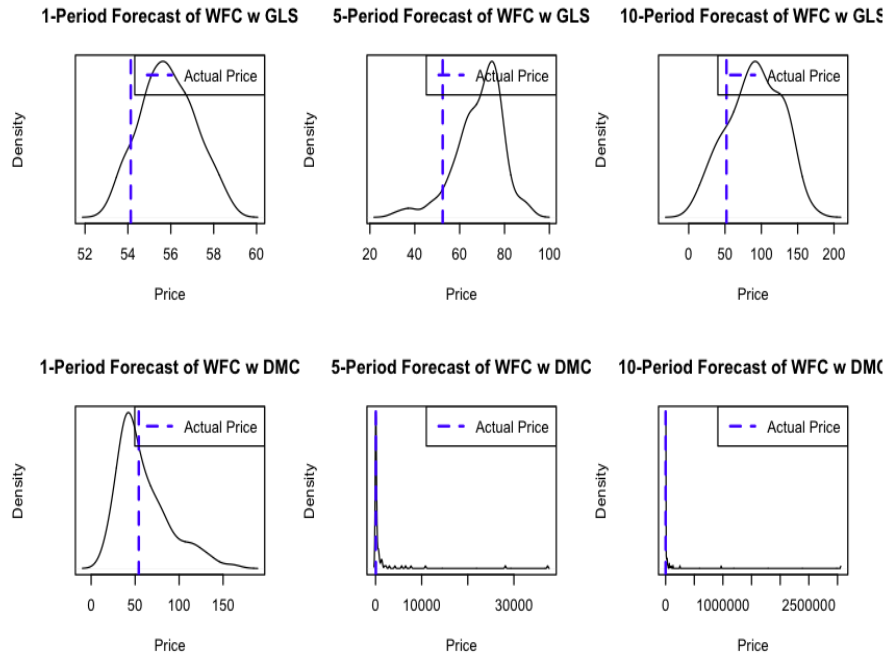 1-Period Forecast of WFC w GLS
Density
Actual Price
52 54 56 58 60
Price
5-Period Forecast of WFC w GLS
Density
Actual Price
20 40 60 80 100
Price
10-Period Forecast of WFC w GLS
Density
Actual Price
0 50 100 150 200
Price
1-Period Forecast of WFC w DMC
Density
Actual Price
0 50 100 150
Price
5-Period Forecast of WFC w DMC
Density
Actual Price
0 10000 30000
Price
10-Period Forecast of WFC w DMC
Density
Actual Price
0 1000000 2500000
Price